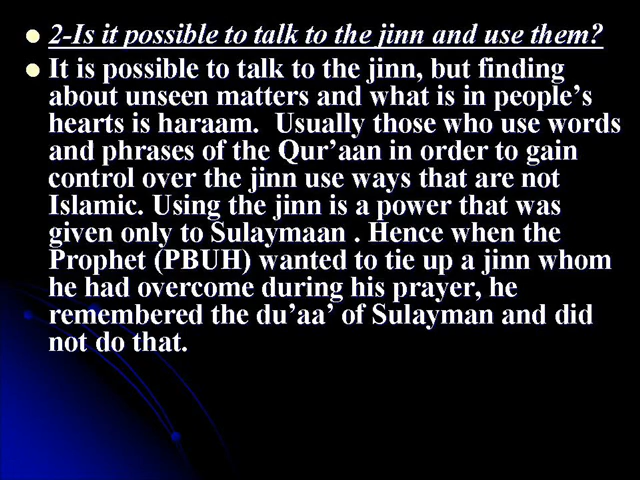 2-Is it possible to talk to the jinn and use them?
It is possible to talk to the jinn, but finding
about unseen matters and what is in people's
hearts is haraam.  Usually those who use words
and phrases of the Qur'aan in order to gain
control over the jinn use ways that are not
Islamic. Using the jinn is a power that was
given only to Sulaymaan . Hence when the
Prophet (PBUH) wanted to tie up a jinn whom
he had overcome during his prayer, he
remembered the du'aa' of Sulayman and did
not do that.